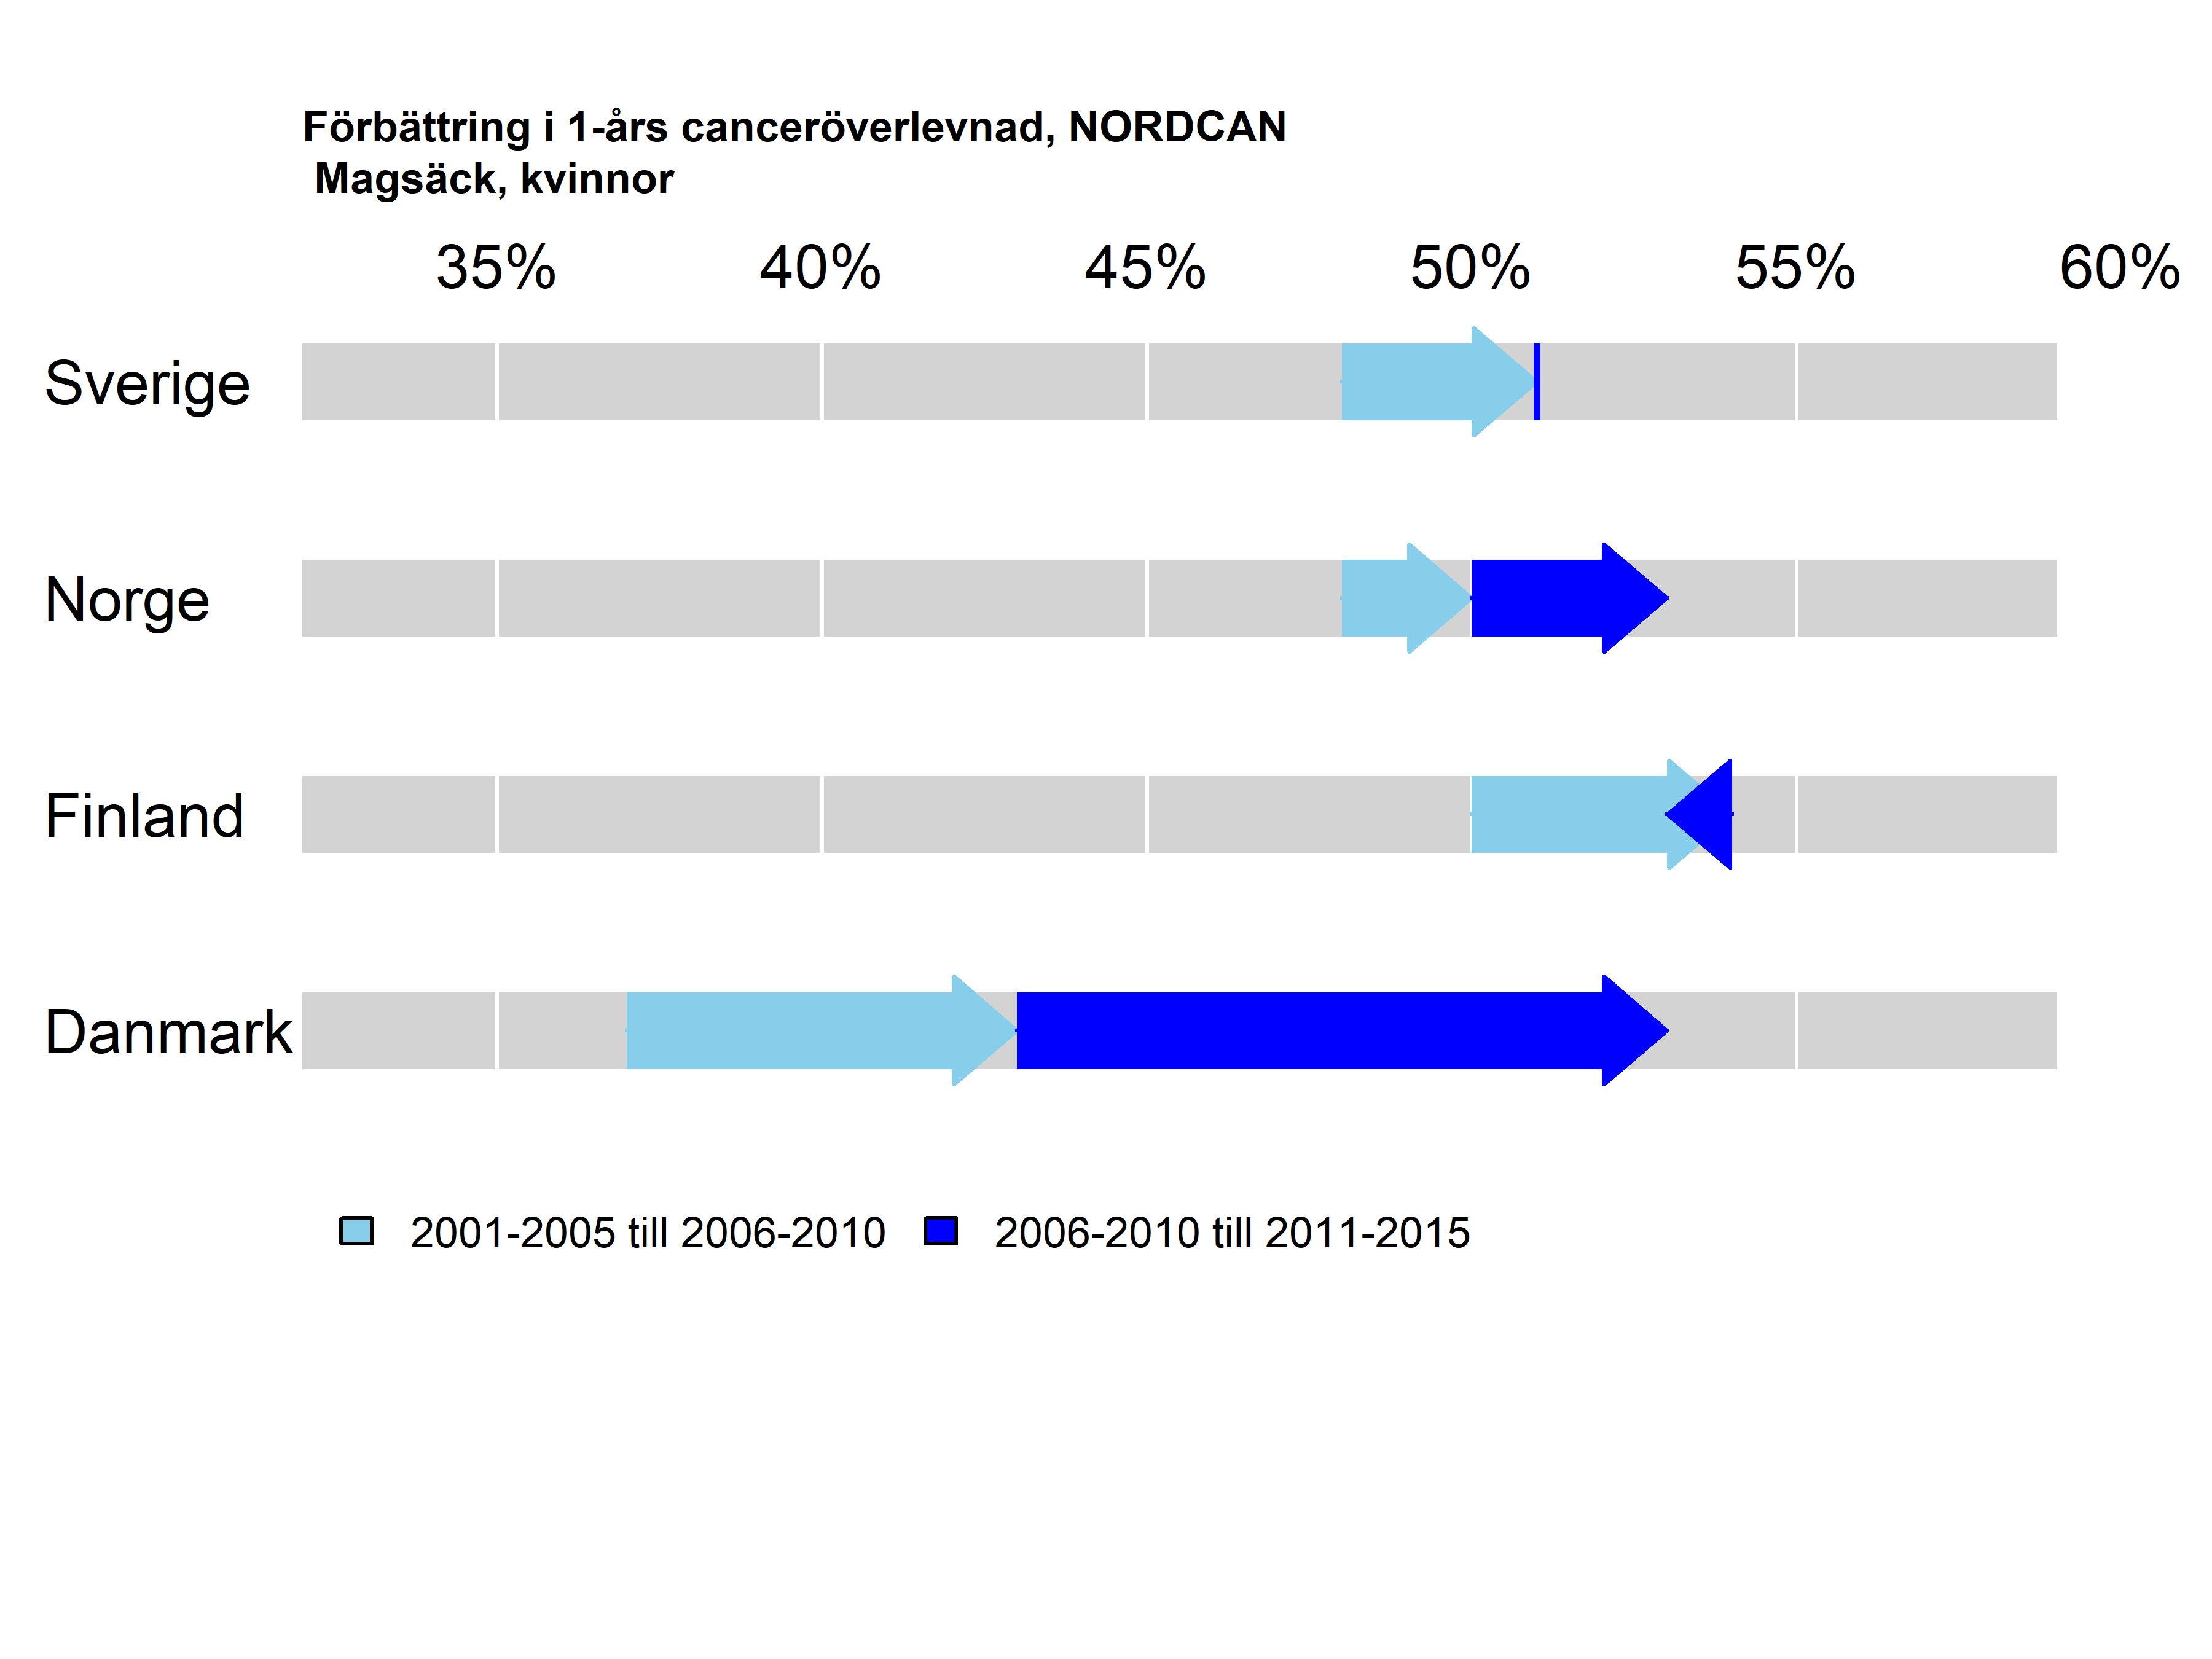 Förbättring i 1-års canceröverlevnad, NORDCAN
Magsäck, kvinnor
35% 40% 45% 50% 55% 60%
Sverige
Norge
Finland
Danmark
2001-2005 till 2006-2010 2006-2010 till 2011-2015